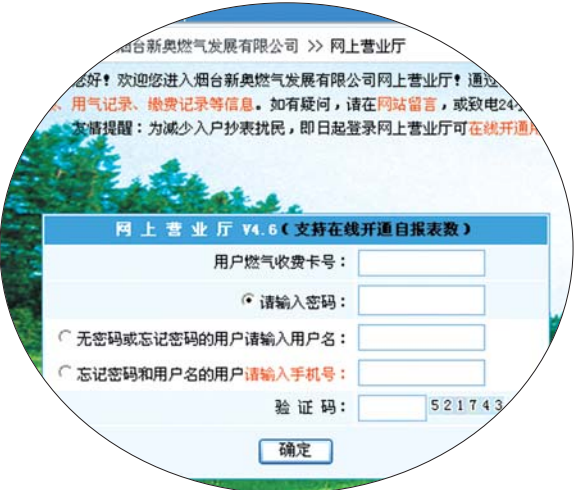 烟台新奥燃气发展有限公司 >> 网上营业厅
您好！欢迎您进入烟台新奥燃气发展有限公司网上营业厅！通过
、用气记录、缴费记录等信息。如有疑问，请在网站留言，或致电24小
友情提醒：为减少入户抄表扰民，即日起登录网上营业厅可在线开通用
网 上 营 业 厅 V4.6(支持在线开通自报表数)
用户燃气收费卡号：
请输入密码：
无密码或忘记密码的用户请输入用户名：
忘记密码和用户名的用户请输入手机号：
验 证 码： 521743
确定